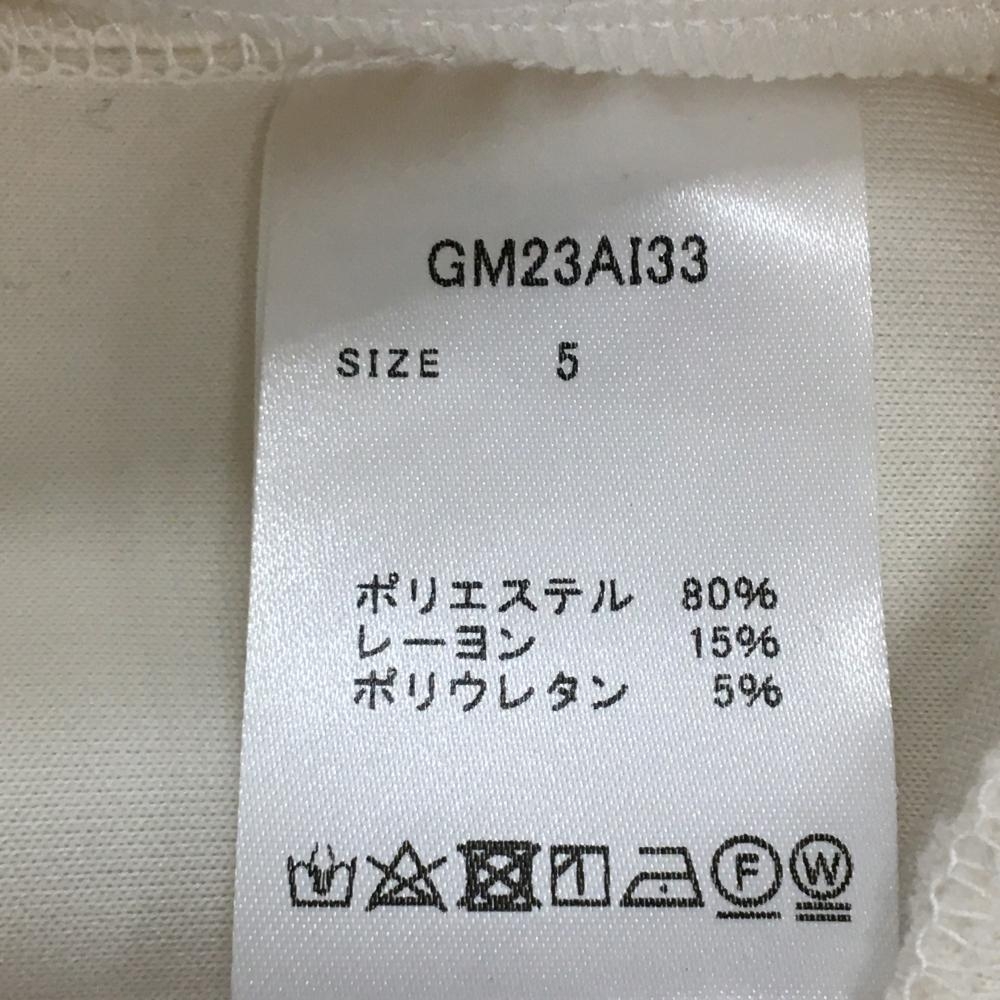 GM23AI33
SIZE 5
ポリエステル 80%
レーヨン 15%
ポリウレタン 5%
F W